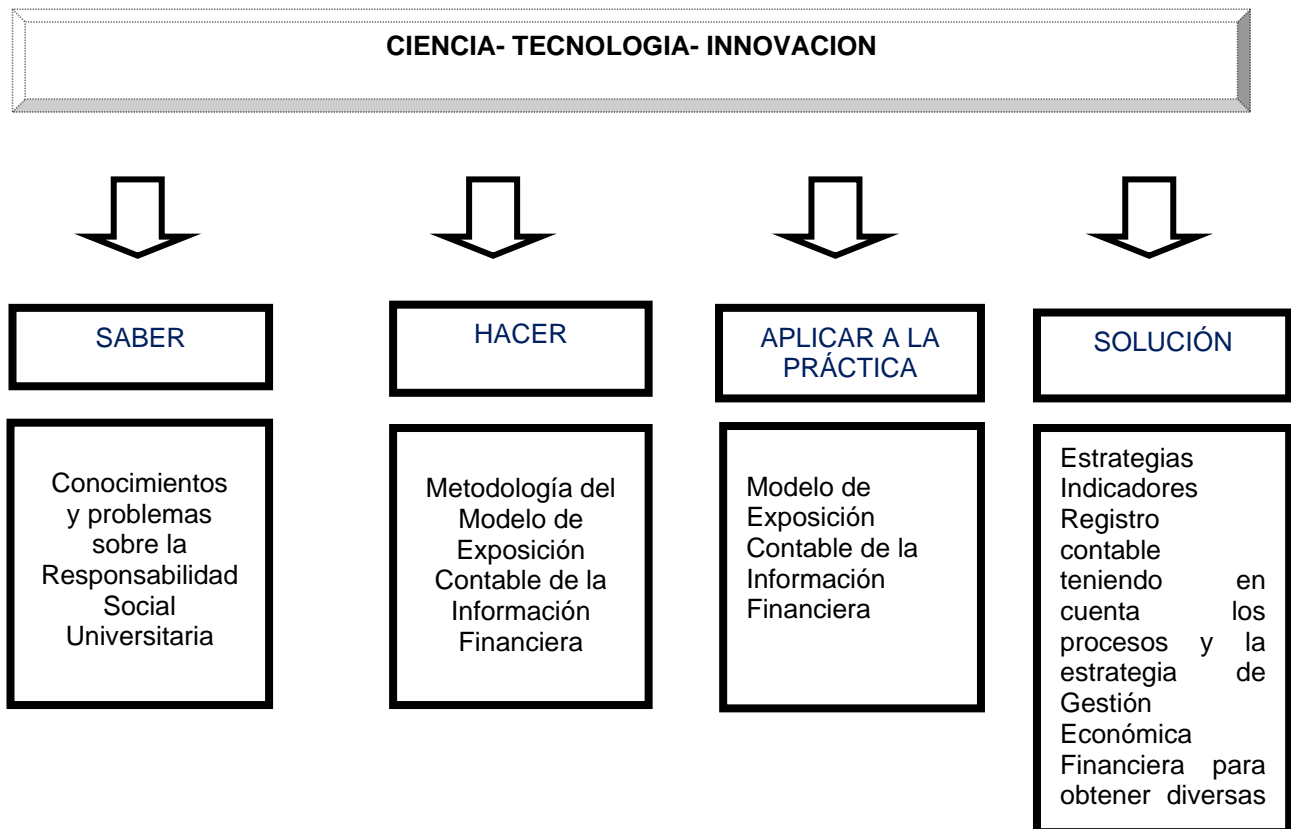 CIENCIA- TECNOLOGIA- INNOVACION
SABER
HACER
APLICAR A LA
PRÁCTICA
SOLUCIÓN
Conocimientos
y problemas
sobre la
Responsabilidad
Social
Universitaria
Metodología del
Modelo de
Exposición
Contable de la
Información
Financiera
Modelo de
Exposición
Contable de la
Información
Financiera
Estrategias
Indicadores
Registro
contable
teniendo en
cuenta los
procesos y la
estrategia de
Gestión
Económica
Financiera para
obtener diversas